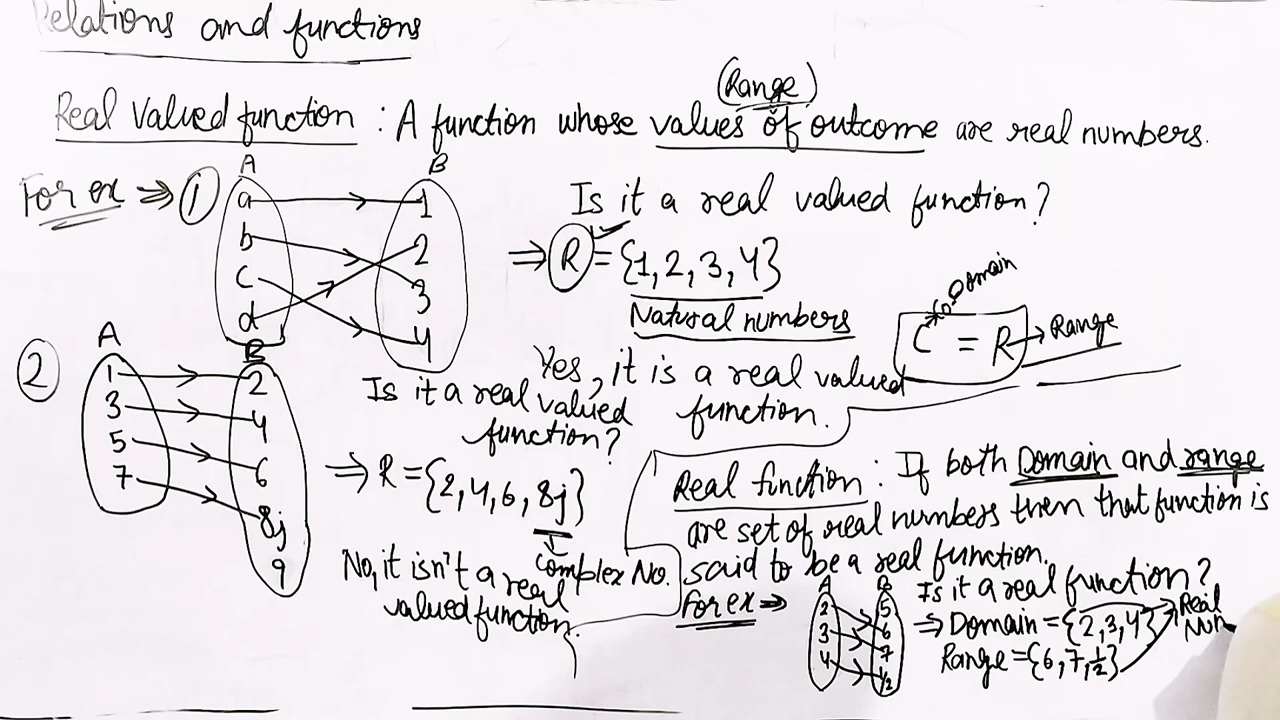 Relations and functions
(Range)
Real Valued function : A function whose values of outcome are real numbers.
For ex ⇒ ①
A B
a 1
b 2
c 3
d 4
Is it a real valued function?
⇒ R = {1, 2, 3, 4}
Natural numbers
Yes, it is a real valued
function.
Domain
C = R → Range
②
A B
1 2
3 4
5 6
7 8j
9
Is it a real valued
function?
⇒ R = {2, 4, 6, 8j}
Complex No.
No, it isn't a real
valued function.
Real function : If both Domain and range
are set of real numbers then that function is
said to be a real function.
For ex ⇒
A B
2 5
3 6
4 7
1/2
Is it a real function?
⇒ Domain = {2, 3, 4}
Range = {6, 7, 1/2}
Real